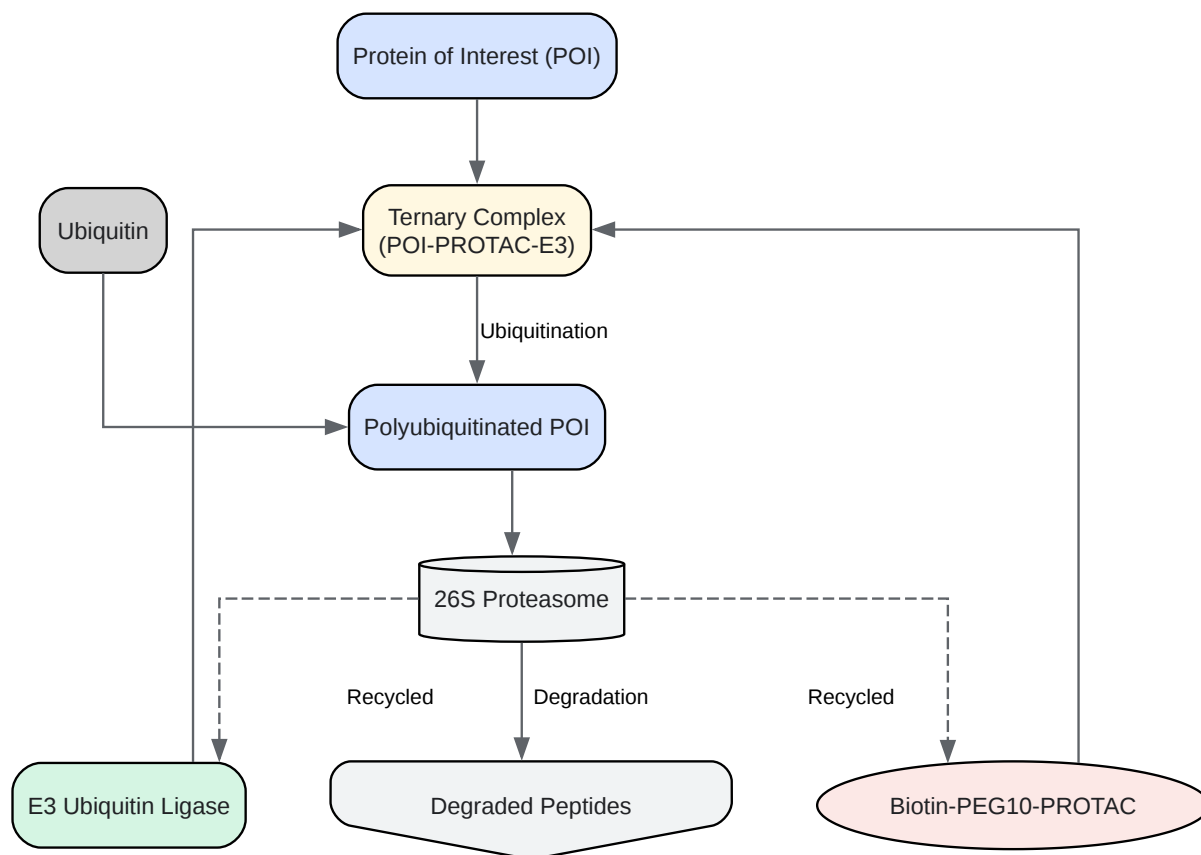 Protein of Interest (POI)
Ubiquitin
Ternary Complex
(POI-PROTAC-E3)
Ubiquitination
Polyubiquitinated POI
26S Proteasome
Recycled
Degradation
Recycled
E3 Ubiquitin Ligase
Degraded Peptides
Biotin-PEG10-PROTAC